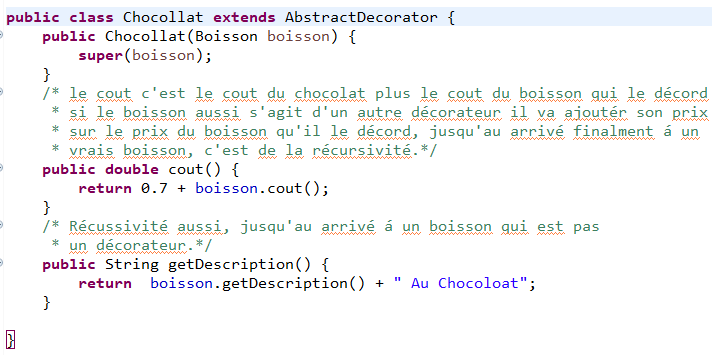 public class Chocollat extends AbstractDecorator {
    public Chocollat(Boisson boisson) {
        super(boisson);
    }
    /* le cout c'est le cout du chocolat plus le cout du boisson qui le décord
     * si le boisson aussi s'agit d'un autre décorateur il va ajoutér son prix
     * sur le prix du boisson qu'il le décord, jusqu'au arrivé finalment á un
     * vrais boisson, c'est de la récursivité.*/
    public double cout() {
        return 0.7 + boisson.cout();
    }
    /* Récussivité aussi, jusqu'au arrivé á un boisson qui est pas
     * un décorateur.*/
    public String getDescription() {
        return  boisson.getDescription() + " Au Chocoloat";
    }
}